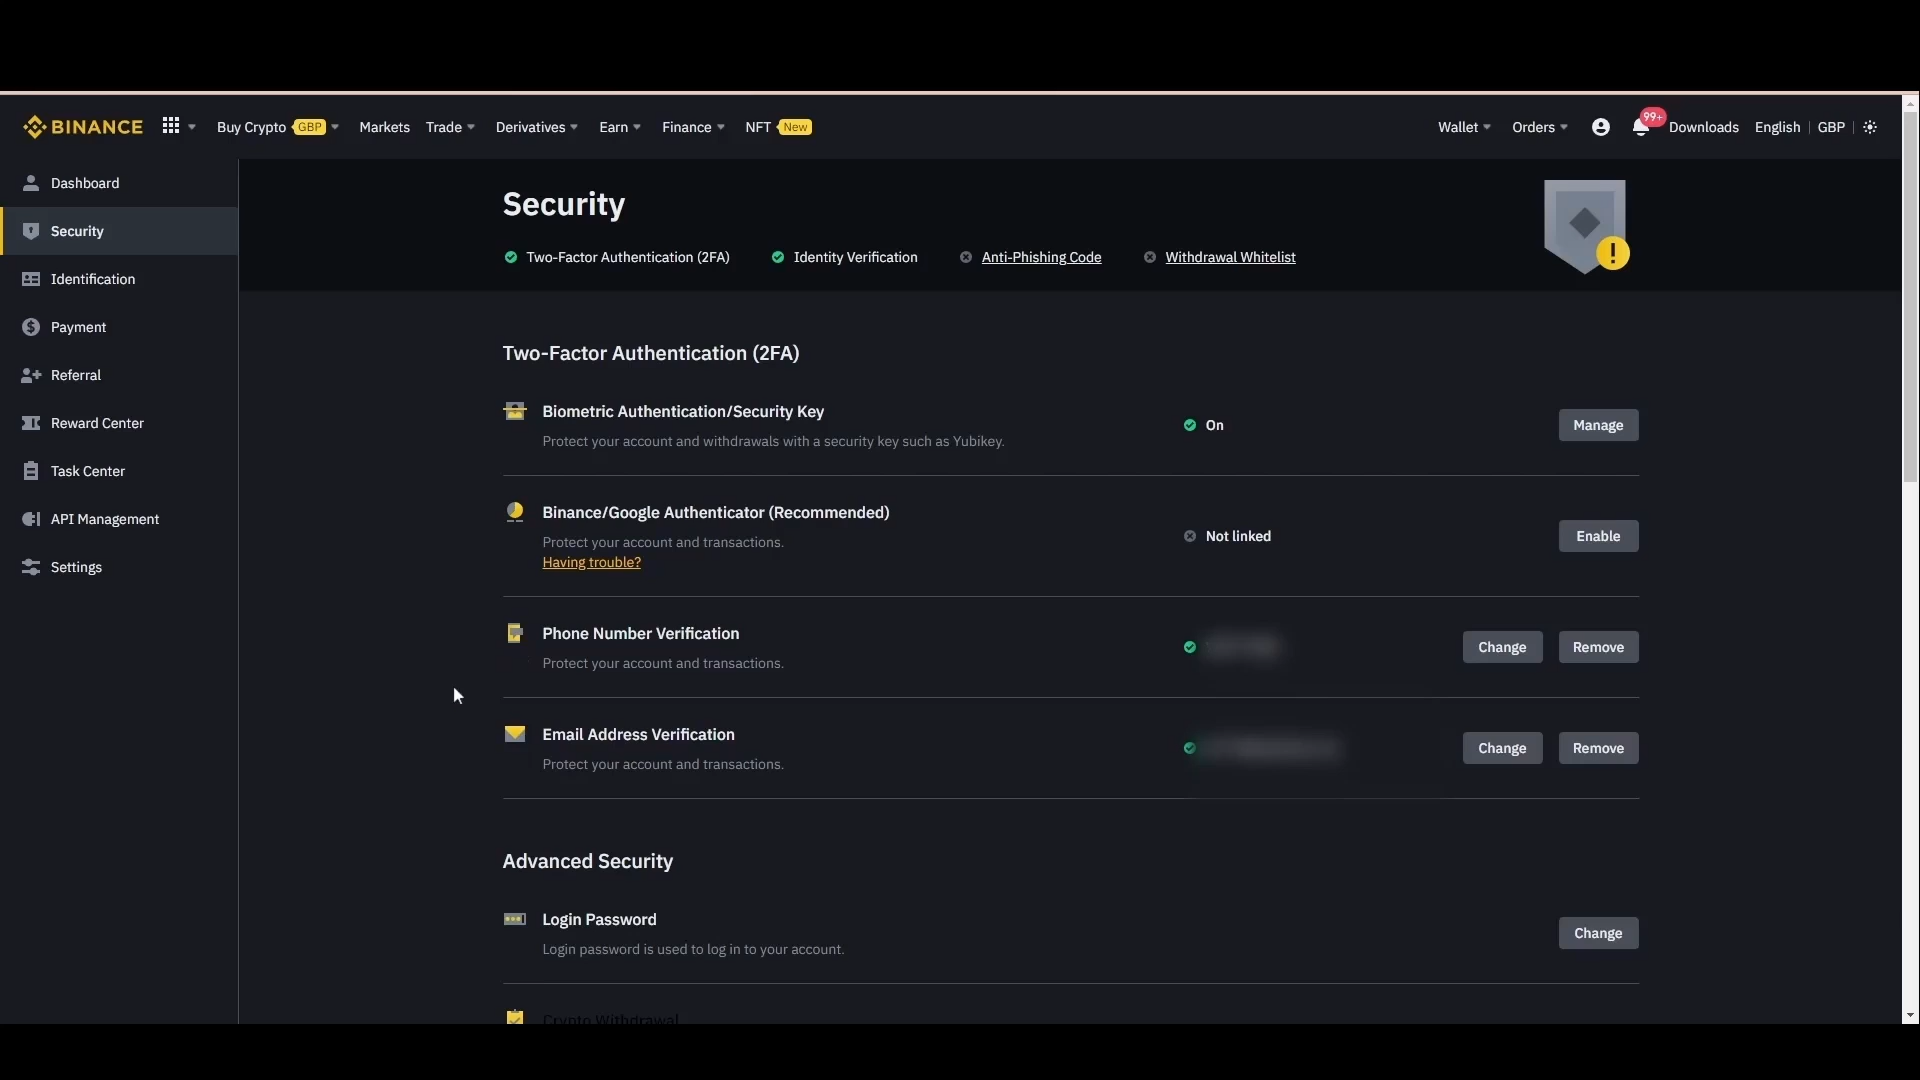 BINANCE
Buy Crypto GBP Markets Trade Derivatives Earn Finance NFT New
Wallet Orders 99+ Downloads English GBP
Dashboard
Security
Identification
Payment
Referral
Reward Center
Task Center
API Management
Settings
Security
Two-Factor Authentication (2FA) Identity Verification Anti-Phishing Code Withdrawal Whitelist
Two-Factor Authentication (2FA)
Biometric Authentication/Security Key
Protect your account and withdrawals with a security key such as Yubikey.
On
Manage
Binance/Google Authenticator (Recommended)
Protect your account and transactions.
Having trouble?
Not linked
Enable
Phone Number Verification
Protect your account and transactions.
Change Remove
Email Address Verification
Protect your account and transactions.
Change Remove
Advanced Security
Login Password
Login password is used to log in to your account.
Change
Crypto Withdrawal